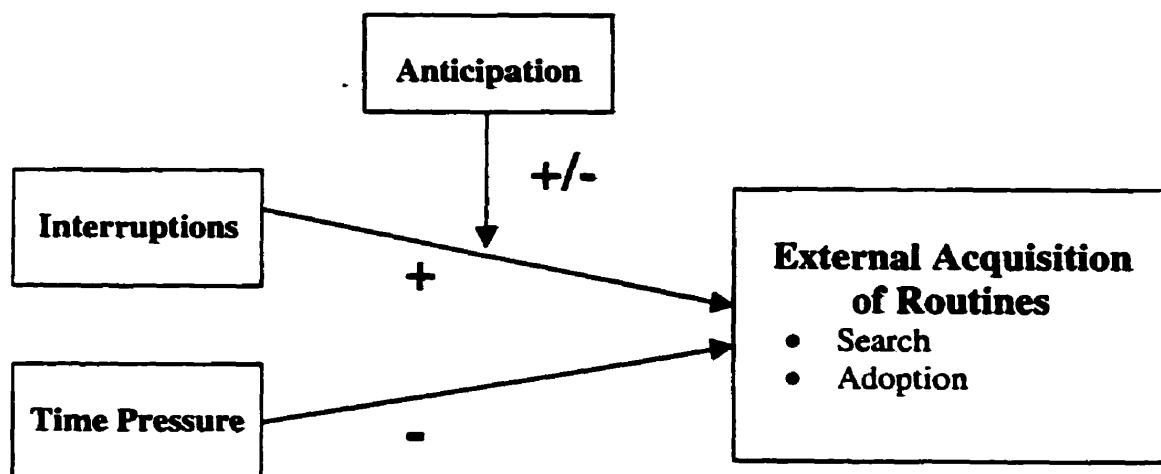 Anticipation
+/-
Interruptions
+
External Acquisition
of Routines
• Search
• Adoption
Time Pressure
-